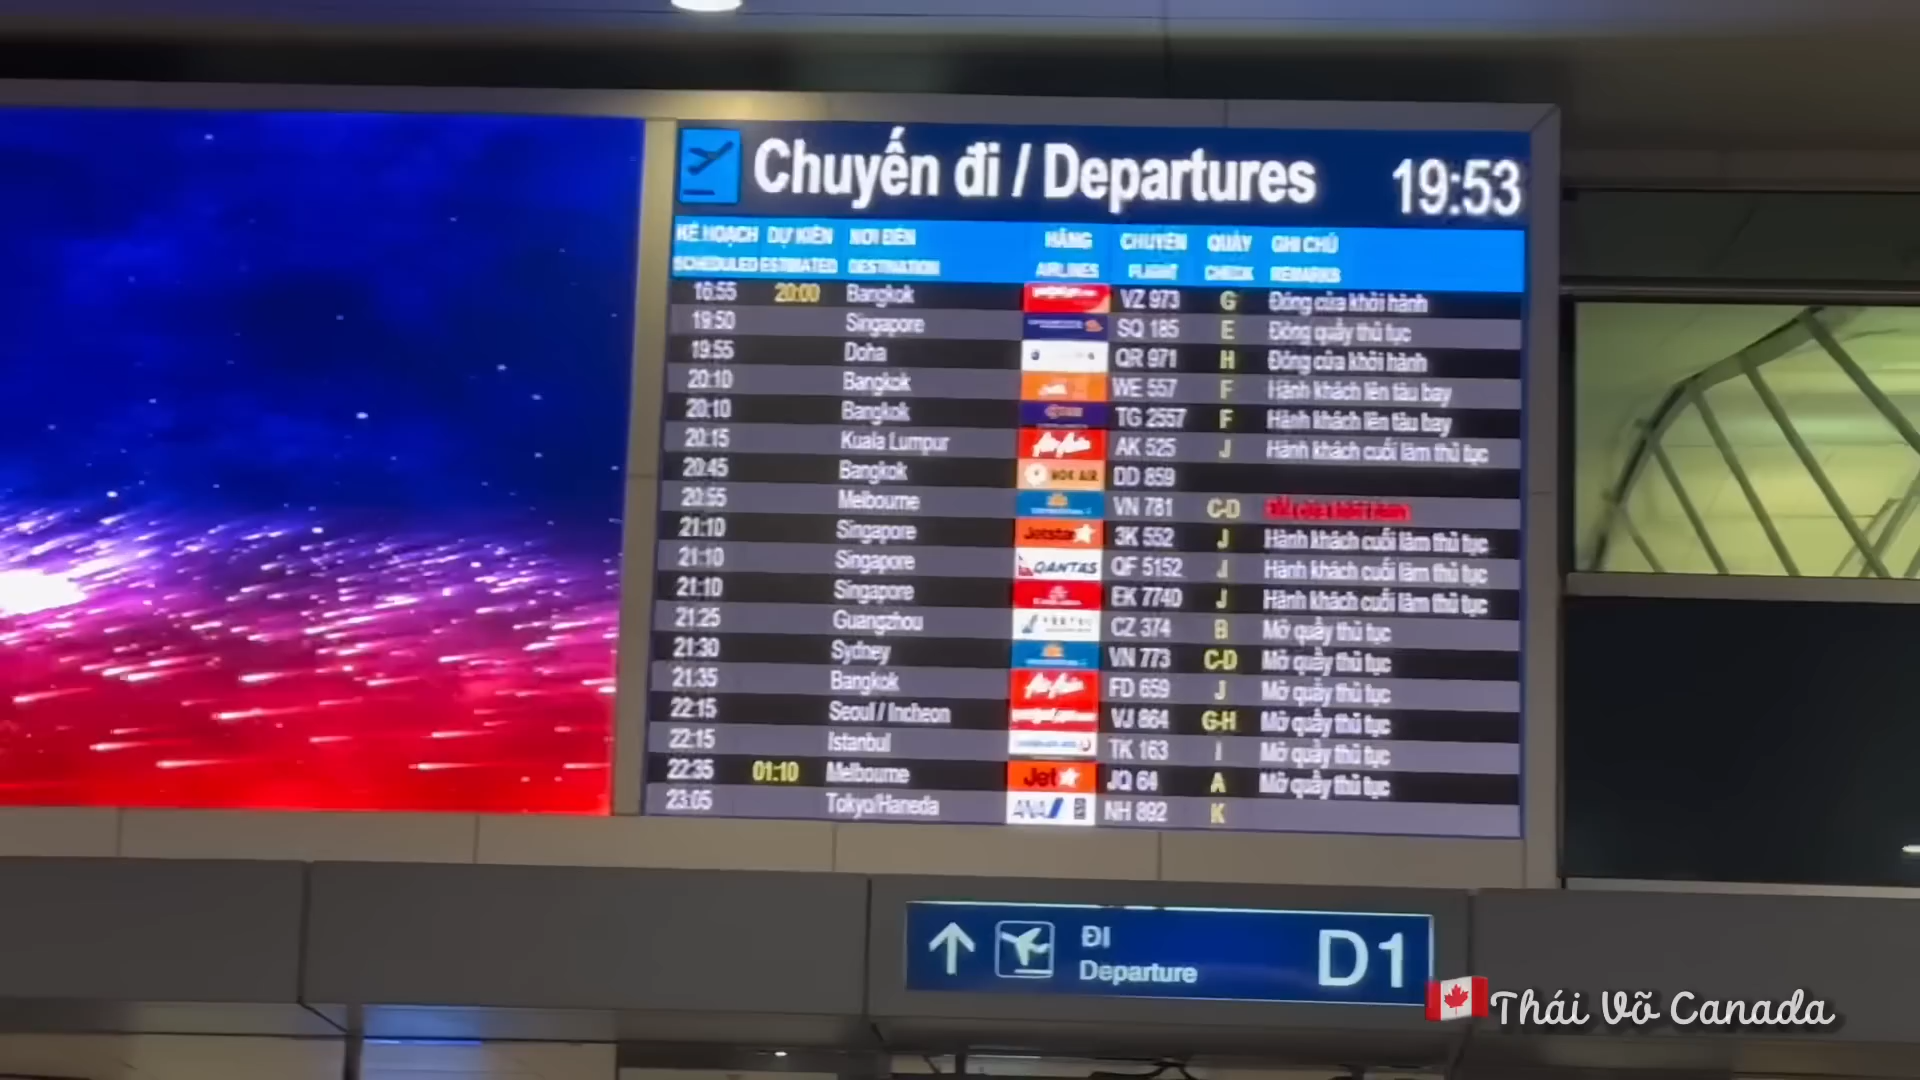 Chuyến đi / Departures 19:53
KẾ HOẠCH DỰ KIẾN NƠI ĐẾN HÃNG CHUYẾN QUẦY GHI CHÚ
SCHEDULED ESTIMATED DESTINATION AIRLINES FLIGHT CHECK REMARKS
16:55 20:00 Bangkok VZ 973 G Đóng cửa khởi hành
19:50 Singapore SQ 185 E Đóng quầy thủ tục
19:55 Doha QR 971 H Đóng cửa khởi hành
20:10 Bangkok WE 557 F Hành khách lên tàu bay
20:10 Bangkok TG 2557 F Hành khách lên tàu bay
20:15 Kuala Lumpur AirAsia AK 525 J Hành khách cuối làm thủ tục
20:45 Bangkok NOK AIR DD 859
20:55 Melbourne VN 781 C-D
21:10 Singapore Jetstar 3K 552 J Hành khách cuối làm thủ tục
21:10 Singapore QANTAS QF 5152 J Hành khách cuối làm thủ tục
21:10 Singapore EK 7740 J Hành khách cuối làm thủ tục
21:25 Guangzhou CZ 374 B Mở quầy thủ tục
21:30 Sydney VN 773 C-D Mở quầy thủ tục
21:35 Bangkok AirAsia FD 659 J Mở quầy thủ tục
22:15 Seoul / Incheon VJ 864 G-H Mở quầy thủ tục
22:15 Istanbul TK 163 I Mở quầy thủ tục
22:35 01:10 Melbourne Jet JQ 64 A Mở quầy thủ tục
23:05 Tokyo/Haneda ANA NH 892 K
ĐI
Departure D1
Thái Võ Canada